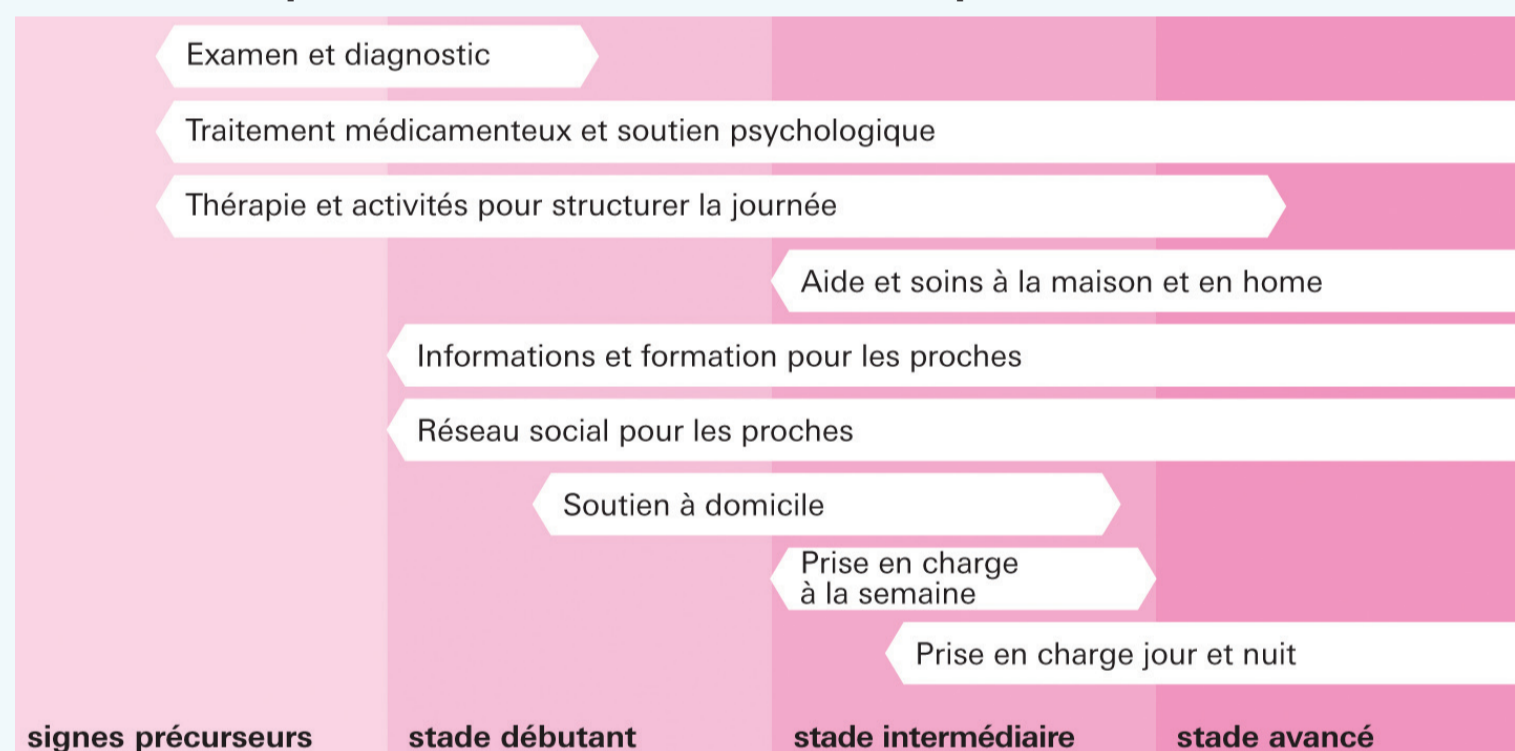 Examen et diagnostic
Traitement médicamenteux et soutien psychologique
Thérapie et activités pour structurer la journée
Aide et soins à la maison et en home
Informations et formation pour les proches
Réseau social pour les proches
Soutien à domicile
Prise en charge
à la semaine
Prise en charge jour et nuit
signes précurseurs
stade débutant
stade intermédiaire
stade avancé